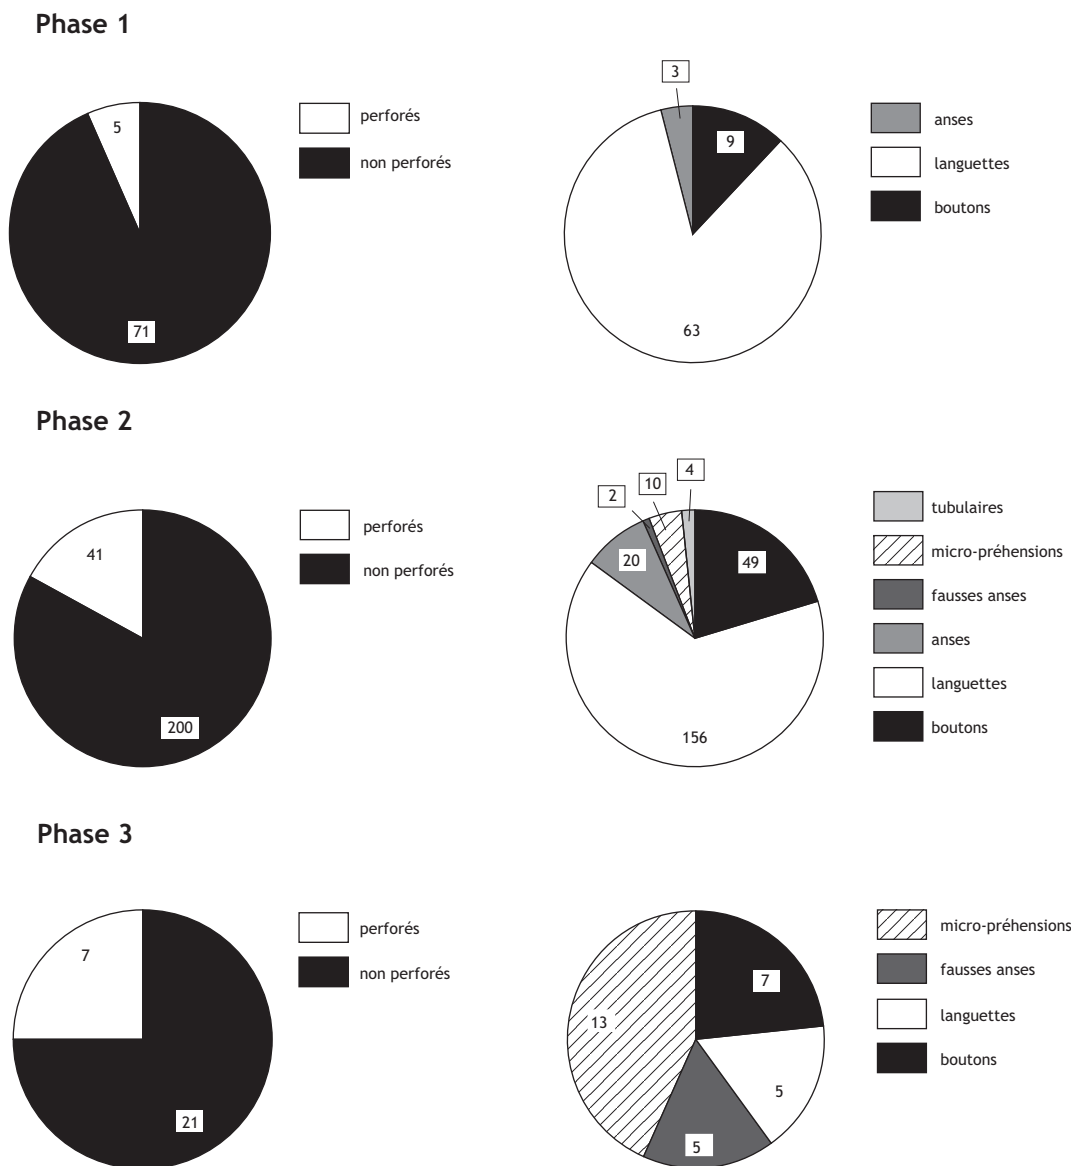 Phase 1
5
71
perforés
non perforés
3
9
63
anses
languettes
boutons
Phase 2
41
200
perforés
non perforés
2
10
4
20
49
156
tubulaires
micro-préhensions
fausses anses
anses
languettes
boutons
Phase 3
7
21
perforés
non perforés
7
13
5
5
micro-préhensions
fausses anses
languettes
boutons